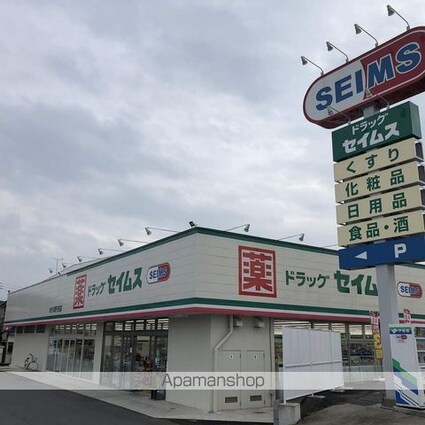 SEIMS
ドラッグ
セイムス
くすり
化粧品
日用品
食品・酒
P
薬 ドラッグ セイムス SEIMS
薬 ドラッグ セイムス SEIMS
Apamanshop